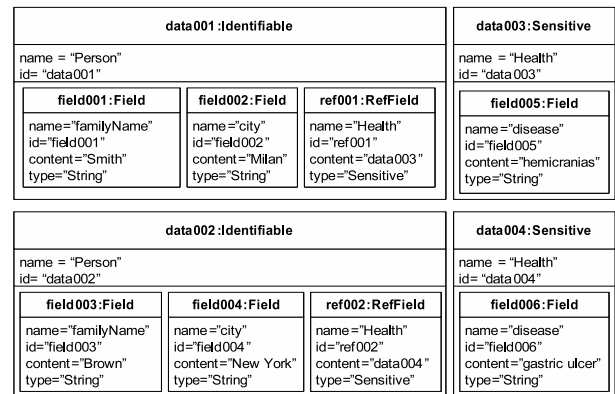 data001:Identifiable
name = “Person”
id= “data001”
field001:Field
name=”familyName”
id=”field001”
content=”Smith”
type=”String”
field002:Field
name=”city”
id=”field002”
content=”Milan”
type=”String”
ref001:RefField
name=”Health”
id=”ref001”
content=”data003”
type=”Sensitive”
data003:Sensitive
name = “Health”
id= “data003”
field005:Field
name=”disease”
id=”field005”
content=”hemicranias”
type=”String”
data002:Identifiable
name = “Person”
id= “data002”
field003:Field
name=”familyName”
id=”field003”
content=”Brown”
type=”String”
field004:Field
name=”city”
id=”field004”
content=”New York”
type=”String”
ref002:RefField
name=”Health”
id=”ref002”
content=”data004”
type=”Sensitive”
data004:Sensitive
name = “Health”
id= “data004”
field006:Field
name=”disease”
id=”field006”
content=”gastric ulcer”
type=”String”